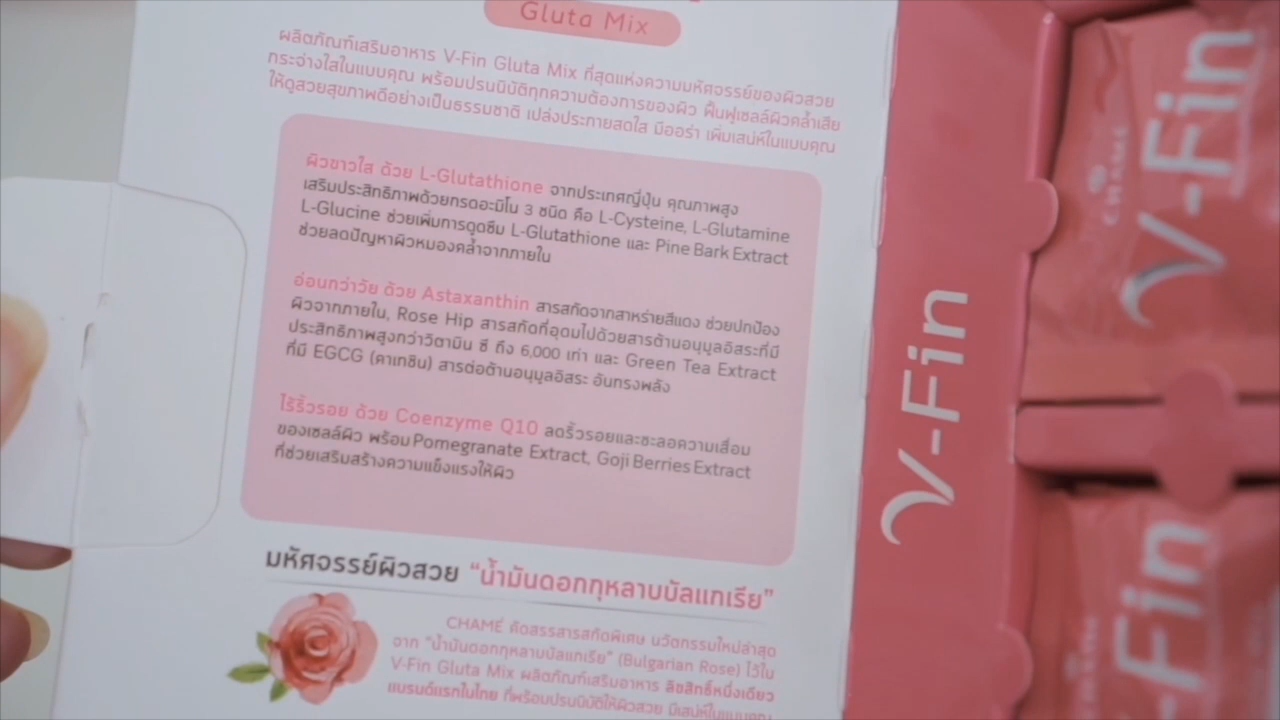 Gluta Mix
ผลิตภัณฑ์เสริมอาหาร V-Fin Gluta Mix ที่สุดแห่งความมหัศจรรย์ของผิวสวย
กระจ่างใสในแบบคุณ พร้อมปรนนิบัติทุกความต้องการของผิว ฟื้นฟูเซลล์ผิวคล้ำเสีย
ให้ดูสวยสุขภาพดีอย่างเป็นธรรมชาติ เปล่งประกายสดใส มีออร่า เพิ่มเสน่ห์ในแบบคุณ
ผิวขาวใส ด้วย L-Glutathione จากประเทศญี่ปุ่น คุณภาพสูง
เสริมประสิทธิภาพด้วยกรดอะมิโน 3 ชนิด คือ L-Cysteine, L-Glutamine
L-Glucine ช่วยเพิ่มการดูดซึม L-Glutathione และ Pine Bark Extract
ช่วยลดปัญหาผิวหมองคล้ำจากภายใน
อ่อนกว่าวัย ด้วย Astaxanthin สารสกัดจากสาหร่ายสีแดง ช่วยปกป้อง
ผิวจากภายใน, Rose Hip สารสกัดที่อุดมไปด้วยสารต้านอนุมูลอิสระที่มี
ประสิทธิภาพสูงกว่าวิตามิน ซี ถึง 6,000 เท่า และ Green Tea Extract
ที่มี EGCG (คาเทชิน) สารต่อต้านอนุมูลอิสระ อันทรงพลัง
ไร้ริ้วรอย ด้วย Coenzyme Q10 ลดริ้วรอยและชะลอความเสื่อม
ของเซลล์ผิว พร้อม Pomegranate Extract, Goji Berries Extract
ที่ช่วยเสริมสร้างความแข็งแรงให้ผิว
มหัศจรรย์ผิวสวย “น้ำมันดอกกุหลาบบัลแกเรีย”
CHAMÉ คัดสรรสารสกัดพิเศษ นวัตกรรมใหม่ล่าสุด
จาก “น้ำมันดอกกุหลาบบัลแกเรีย” (Bulgarian Rose) ไว้ใน
V-Fin Gluta Mix ผลิตภัณฑ์เสริมอาหาร ลิขสิทธิ์หนึ่งเดียว
แบรนด์แรกในไทย ที่พร้อมปรนนิบัติให้ผิวสวย มีเสน่ห์ในแบบคุณ
V-Fin
CHAMÉ
V-Fin
CHAMÉ
V-Fin